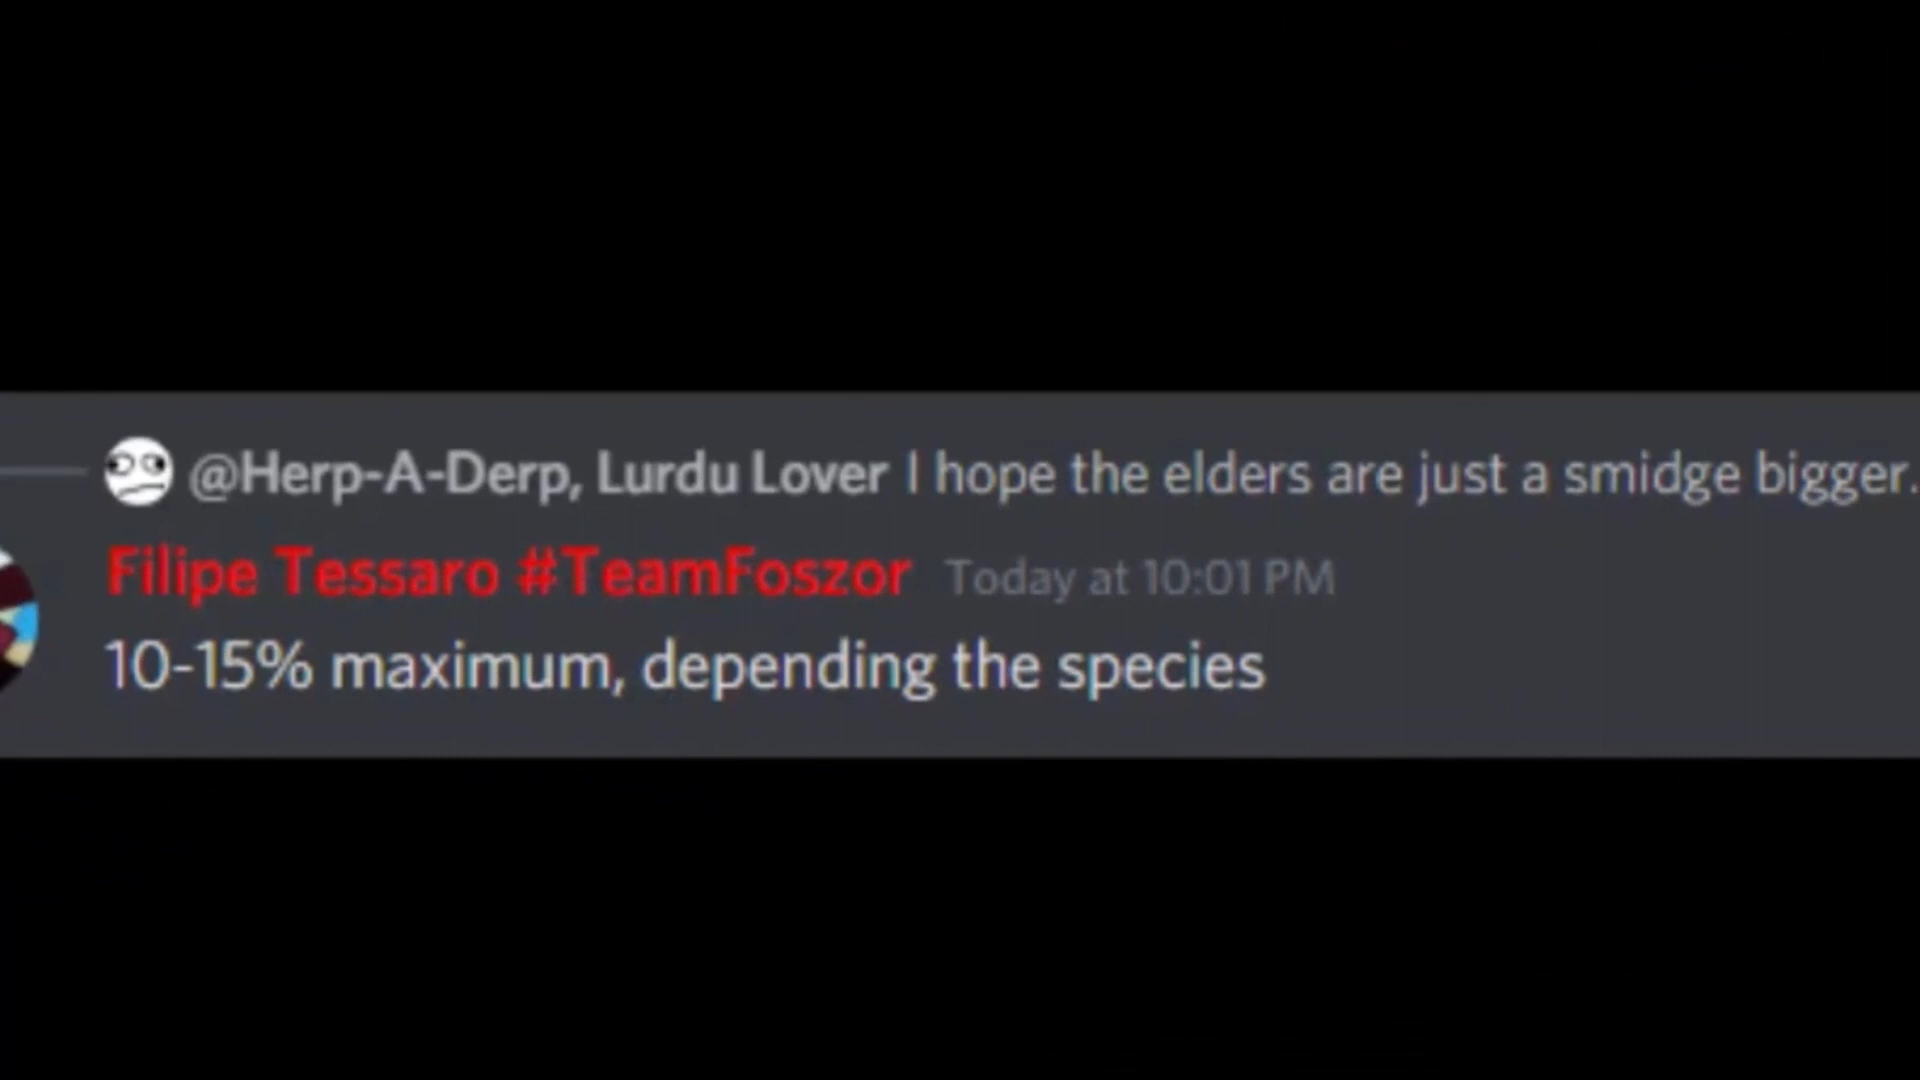 @Herp-A-Derp, Lurdu Lover I hope the elders are just a smidge bigger.
Filipe Tessaro #TeamFoszor Today at 10:01 PM
10-15% maximum, depending the species